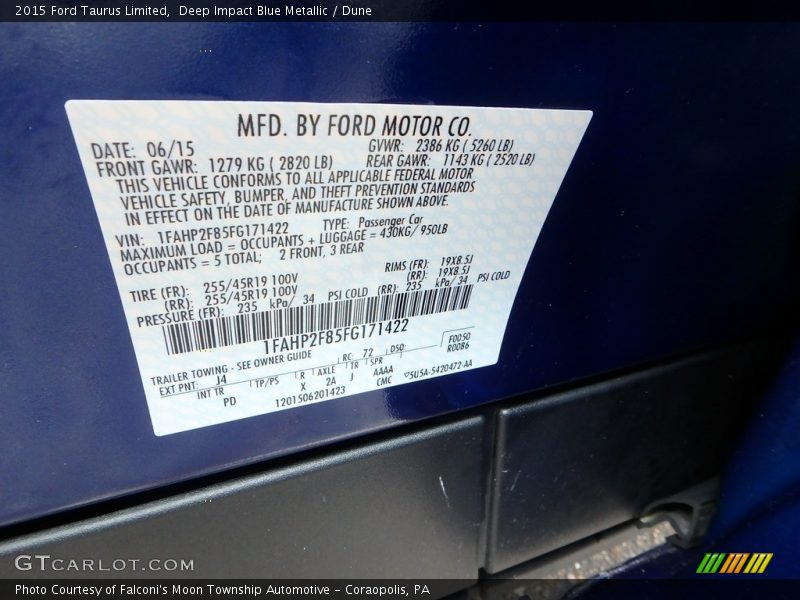 2015 Ford Taurus Limited,  Deep Impact Blue Metallic / Dune
MFD. BY FORD MOTOR CO.
DATE: 06/15 GVWR: 2386 KG ( 5260 LB)
FRONT GAWR: 1279 KG ( 2820 LB) REAR GAWR: 1143 KG ( 2520 LB)
THIS VEHICLE CONFORMS TO ALL APPLICABLE FEDERAL MOTOR
VEHICLE SAFETY, BUMPER, AND THEFT PREVENTION STANDARDS
IN EFFECT ON THE DATE OF MANUFACTURE SHOWN ABOVE.
VIN: 1FAHP2F85FG171422 TYPE: Passenger Car
MAXIMUM LOAD = OCCUPANTS + LUGGAGE = 430KG/ 950LB
OCCUPANTS = 5 TOTAL; 2 FRONT, 3 REAR
TIRE (FR): 255/45R19 100V RIMS (FR): 19X8.5J
(RR): 255/45R19 100V (RR): 19X8.5J
PRESSURE (FR): 235 kPa/ 34 PSI COLD (RR): 235 kPa/ 34 PSI COLD
1FAHP2F85FG171422
TRAILER TOWING - SEE OWNER GUIDE F0050
EXT PNT: J4 RC: 72 DSO: R0086
INT TR TP/PS R AXLE TR SPR
PD X 2A J AAAA
CMC 5U5A-5420472-AA
1201506201423
GTCARLOT.COM
Photo Courtesy of Falconi's Moon Township Automotive - Coraopolis, PA